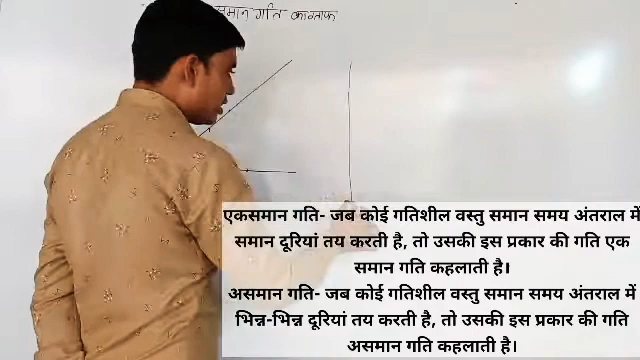 समान गति का ग्राफ
एकसमान गति- जब कोई गतिशील वस्तु समान समय अंतराल में
समान दूरियां तय करती है, तो उसकी इस प्रकार की गति एक
समान गति कहलाती है।
असमान गति- जब कोई गतिशील वस्तु समान समय अंतराल में
भिन्न-भिन्न दूरियां तय करती है, तो उसकी इस प्रकार की गति
असमान गति कहलाती है।